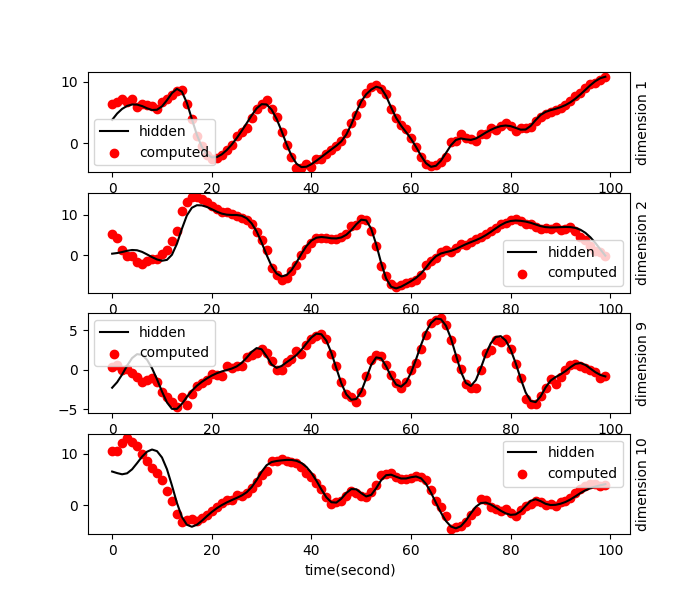 10
0
hidden
computed
dimension 1
0 20 40 60 80 100
10
0
hidden
computed
dimension 2
0 20 40 60 80 100
5
0
−5
hidden
computed
dimension 9
0 20 40 60 80 100
10
0
hidden
computed
dimension 10
0 20 40 60 80 100
time(second)